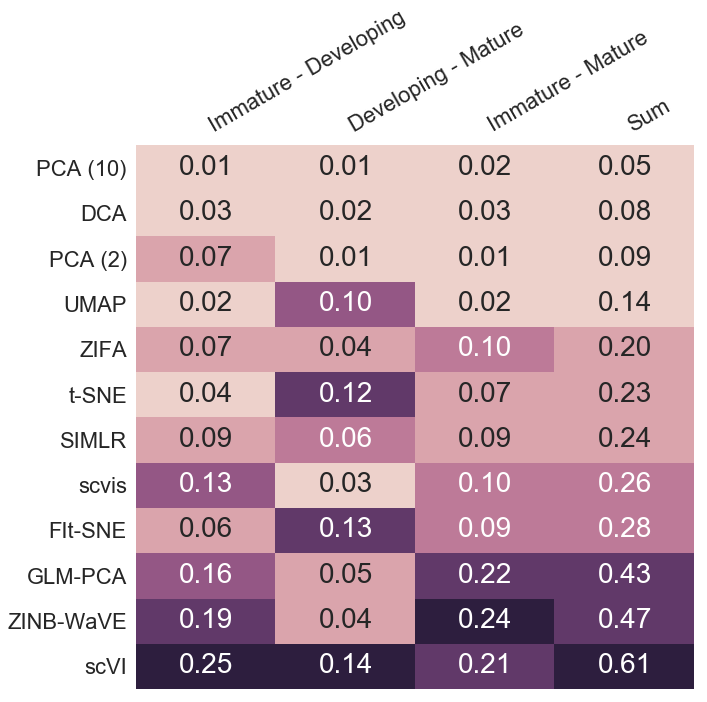 Immature - Developing Developing - Mature Immature - Mature Sum
PCA (10) 0.01 0.01 0.02 0.05
DCA 0.03 0.02 0.03 0.08
PCA (2) 0.07 0.01 0.01 0.09
UMAP 0.02 0.10 0.02 0.14
ZIFA 0.07 0.04 0.10 0.20
t-SNE 0.04 0.12 0.07 0.23
SIMLR 0.09 0.06 0.09 0.24
scvis 0.13 0.03 0.10 0.26
FIt-SNE 0.06 0.13 0.09 0.28
GLM-PCA 0.16 0.05 0.22 0.43
ZINB-WaVE 0.19 0.04 0.24 0.47
scVI 0.25 0.14 0.21 0.61